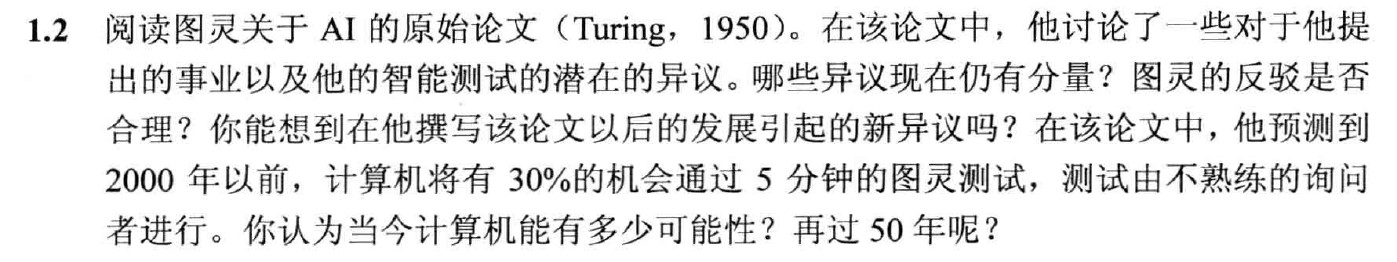 1.2 阅读图灵关于 AI 的原始论文（Turing，1950）。在该论文中，他讨论了一些对于他提
出的事业以及他的智能测试的潜在的异议。哪些异议现在仍有分量？图灵的反驳是否
合理？你能想到在他撰写该论文以后的发展引起的新异议吗？在该论文中，他预测到
2000 年以前，计算机将有 30%的机会通过 5 分钟的图灵测试，测试由不熟练的询问
者进行。你认为当今计算机能有多少可能性？再过 50 年呢？